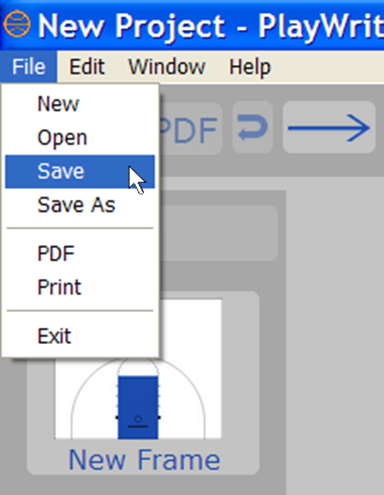 New Project - PlayWrit
File Edit Window Help
New
Open
PDF
Save
Save As
PDF
Print
Exit
New Frame